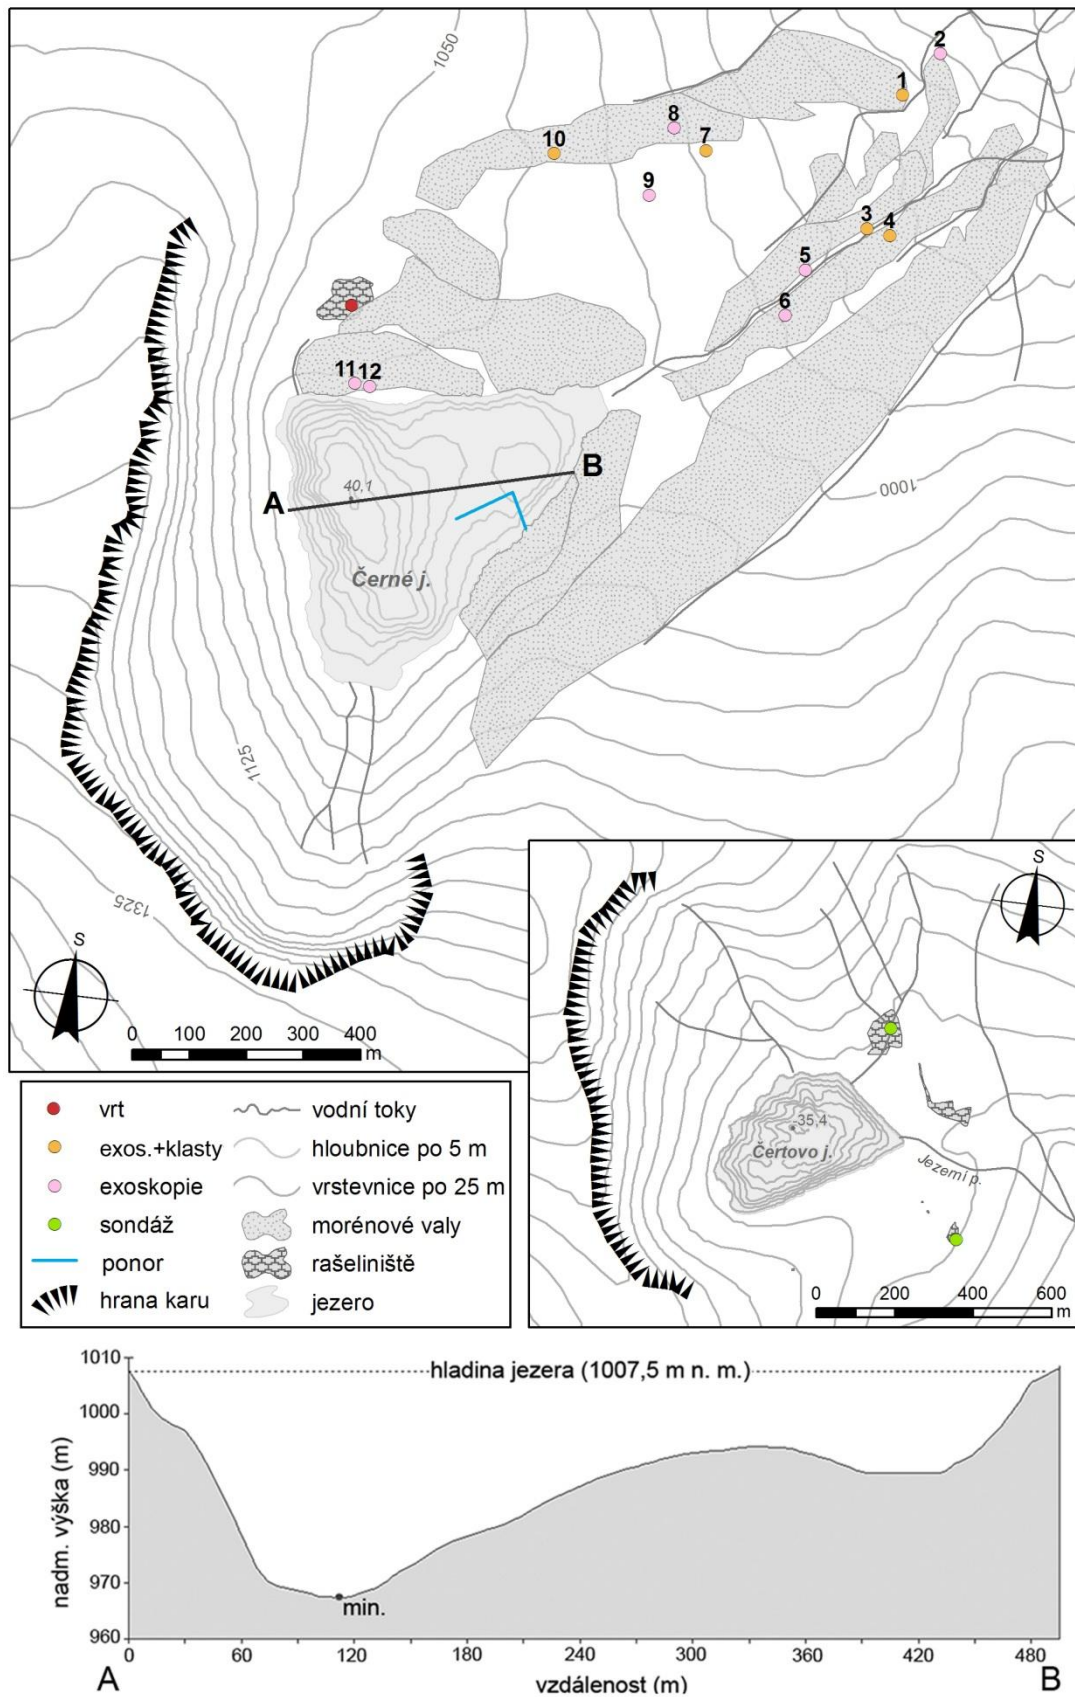 1050
2
1
8
7
10
9
3
4
5
6
11 12
B
40,1
A
1000
Černé j.
1125
1325
S
0 100 200 300 400
m
S
-35,4
Čertovo j.
Jezerní p.
0 200 400 600
m
vrt
vodní toky
exos.+klasty
hloubnice po 5 m
exoskopie
vrstevnice po 25 m
sondáž
morénové valy
ponor
rašeliniště
hrana karu
jezero
1010
hladina jezera (1007,5 m n. m.)
1000
990
980
970
960
nadm. výška (m)
min.
0 60 120 180 240 300 360 420 480
A
vzdálenost (m)
B